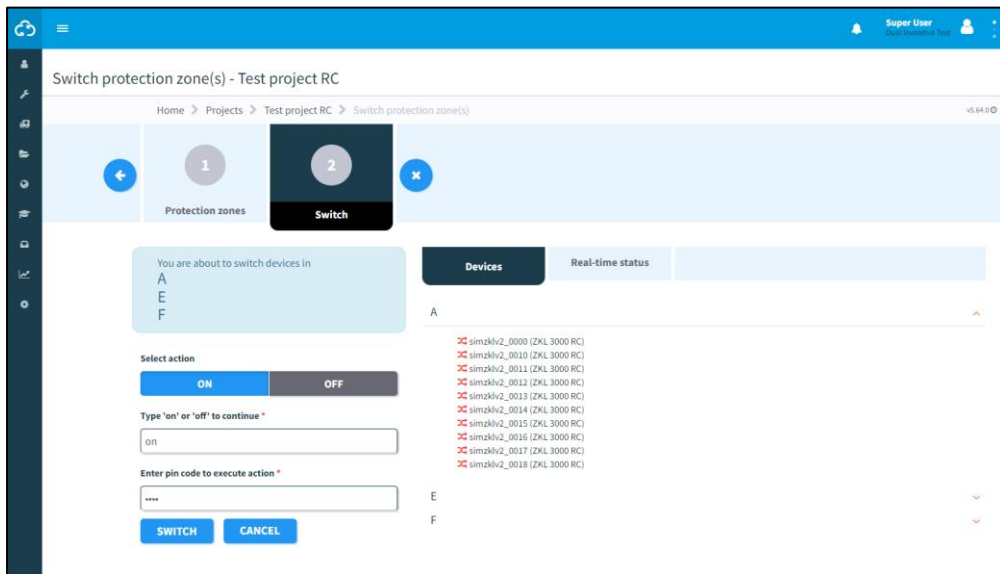 Super User
Dual Inventive Test
Switch protection zone(s) - Test project RC
Home > Projects > Test project RC > Switch protection zone(s)
v5.64.0
1
Protection zones
2
Switch
You are about to switch devices in
A
E
F
Select action
ON OFF
Type 'on' or 'off' to continue *
on
Enter pin code to execute action *
••••
SWITCH CANCEL
Devices Real-time status
A
simzklv2_0000 (ZKL 3000 RC)
simzklv2_0010 (ZKL 3000 RC)
simzklv2_0011 (ZKL 3000 RC)
simzklv2_0012 (ZKL 3000 RC)
simzklv2_0013 (ZKL 3000 RC)
simzklv2_0014 (ZKL 3000 RC)
simzklv2_0015 (ZKL 3000 RC)
simzklv2_0016 (ZKL 3000 RC)
simzklv2_0017 (ZKL 3000 RC)
simzklv2_0018 (ZKL 3000 RC)
E
F